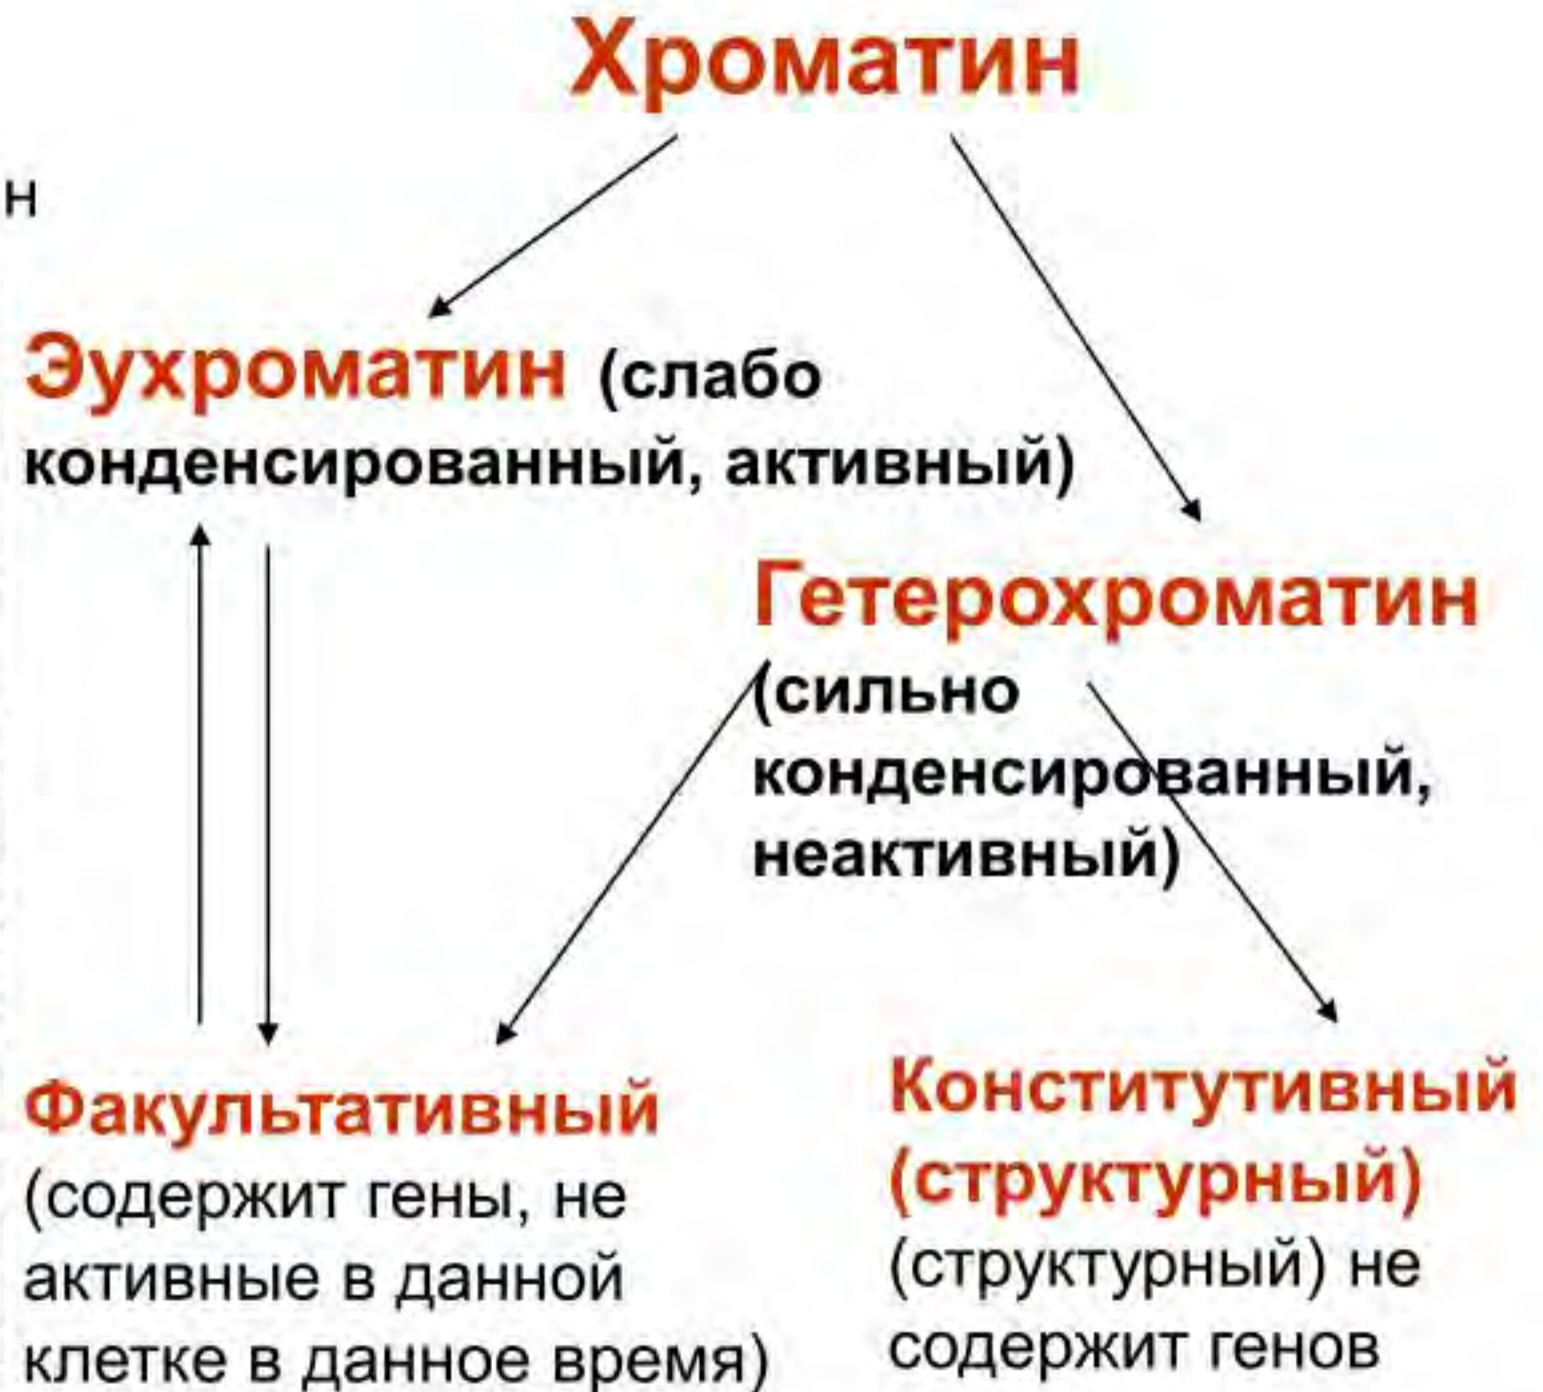 Хроматин
н
Эухроматин (слабо
конденсированный, активный)
Гетерохроматин
(сильно
конденсированный,
неактивный)
Факультативный
(содержит гены, не
активные в данной
клетке в данное время)
Конститутивный
(структурный)
(структурный) не
содержит генов